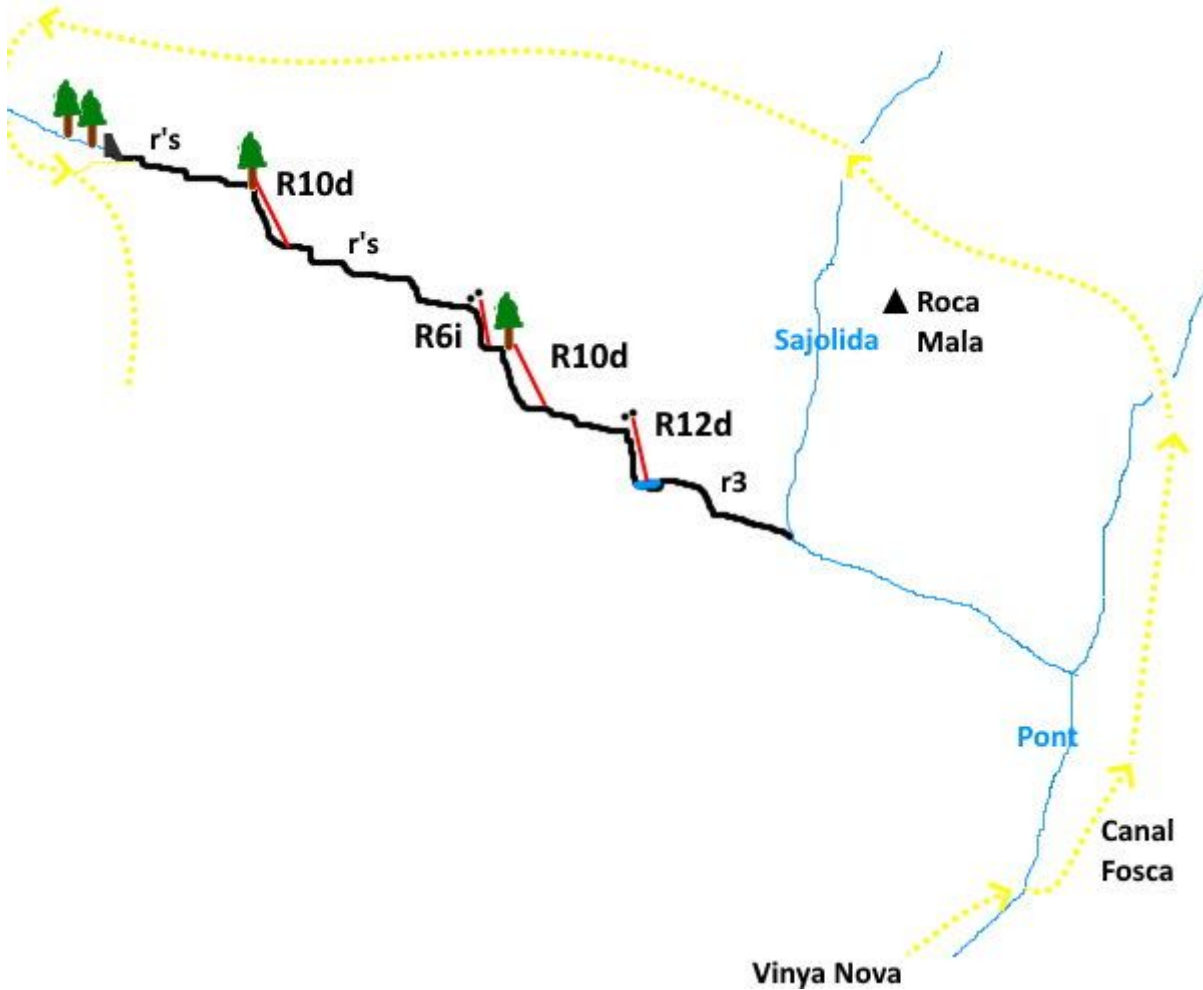 r's
R10d
r's
R6i
R10d
R12d
r3
Sajolida
Roca
Mala
Pont
Canal
Fosca
Vinya Nova